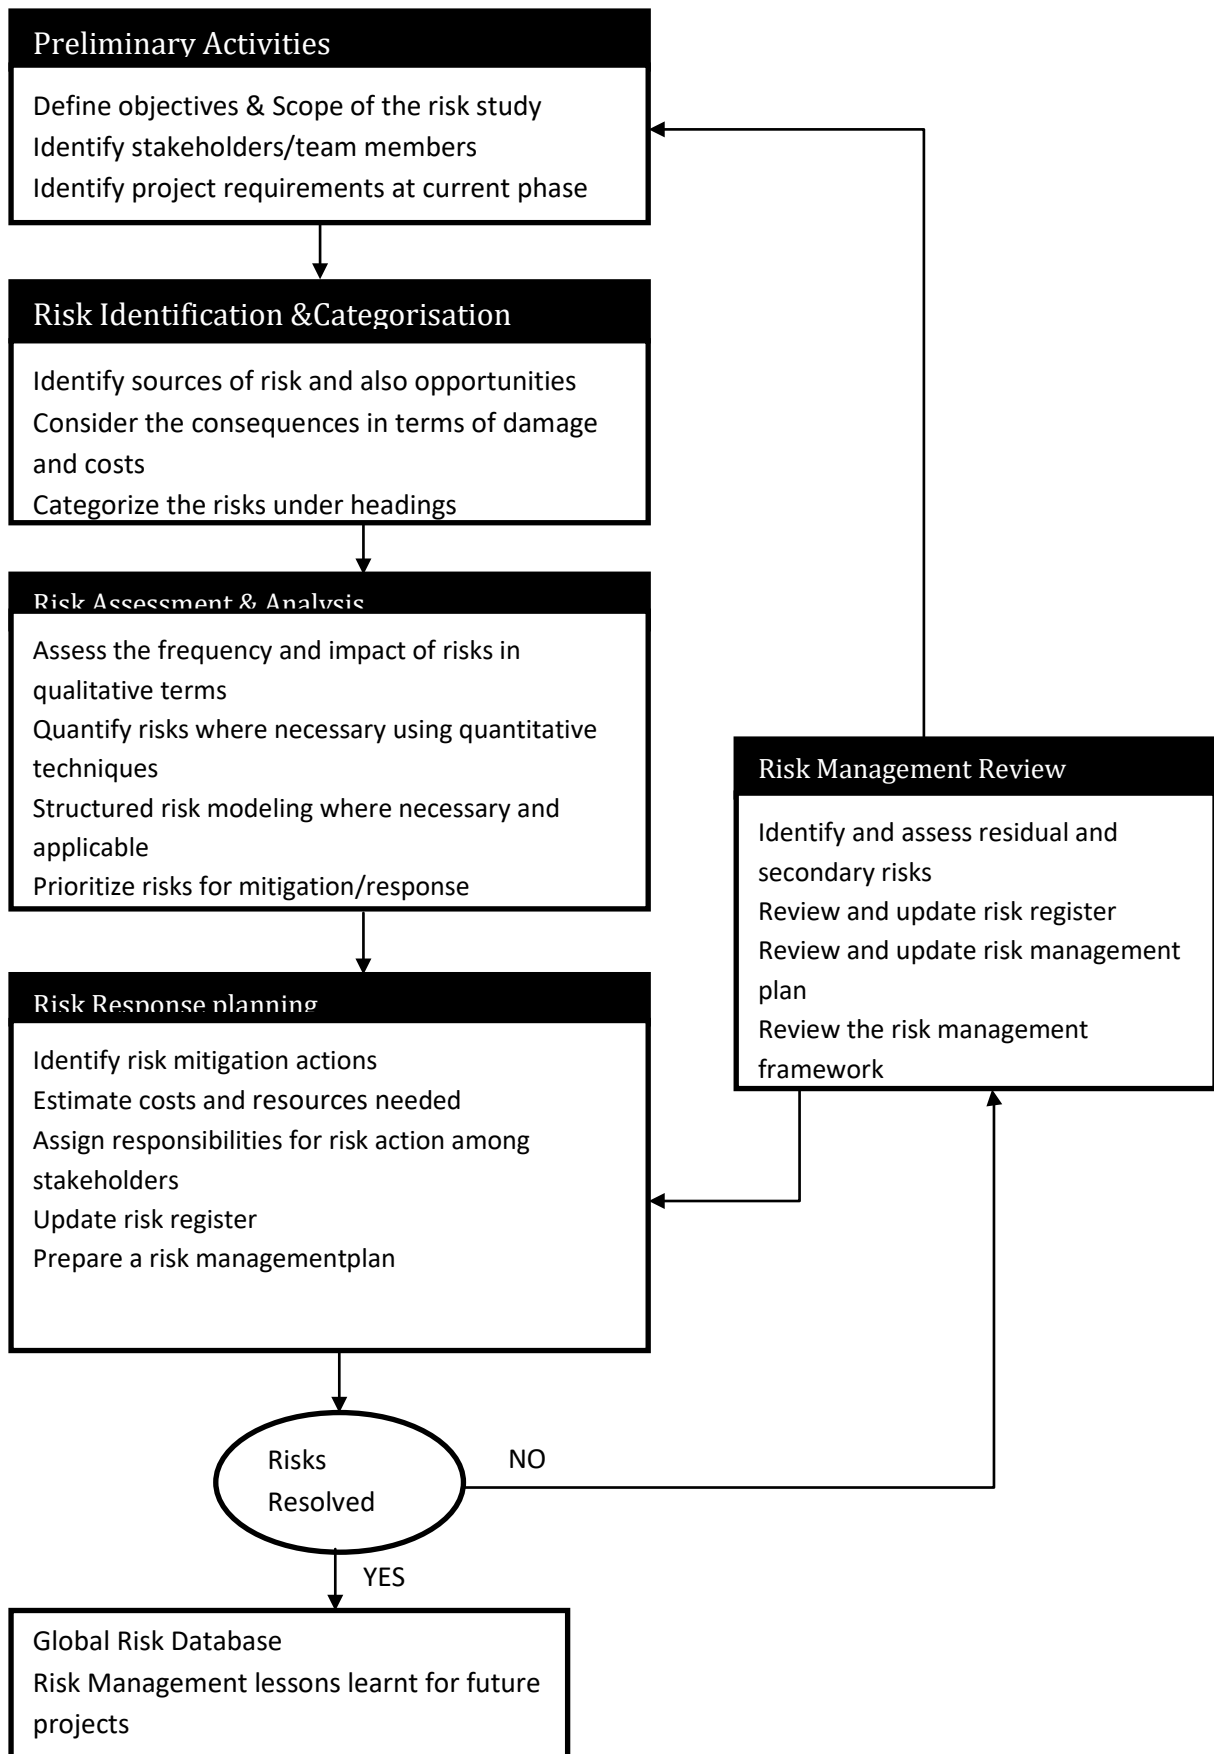 Preliminary Activities
Define objectives & Scope of the risk study
Identify stakeholders/team members
Identify project requirements at current phase
Risk Identification &Categorisation
Identify sources of risk and also opportunities
Consider the consequences in terms of damage
and costs
Categorize the risks under headings
Risk Assessment & Analysis
Assess the frequency and impact of risks in
qualitative terms
Quantify risks where necessary using quantitative
techniques
Structured risk modeling where necessary and
applicable
Prioritize risks for mitigation/response
Risk Management Review
Identify and assess residual and
secondary risks
Review and update risk register
Review and update risk management
plan
Review the risk management
framework
Risk Response planning
Identify risk mitigation actions
Estimate costs and resources needed
Assign responsibilities for risk action among
stakeholders
Update risk register
Prepare a risk managementplan
Risks
Resolved
NO
YES
Global Risk Database
Risk Management lessons learnt for future
projects